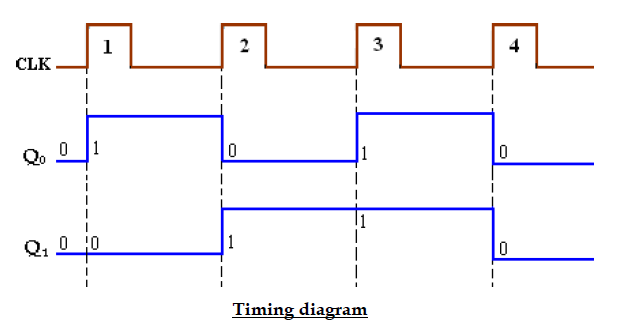 1 2 3 4
CLK
Q₀ 0 1 0 1 0
Q₁ 0 0 1 1 0
Timing diagram